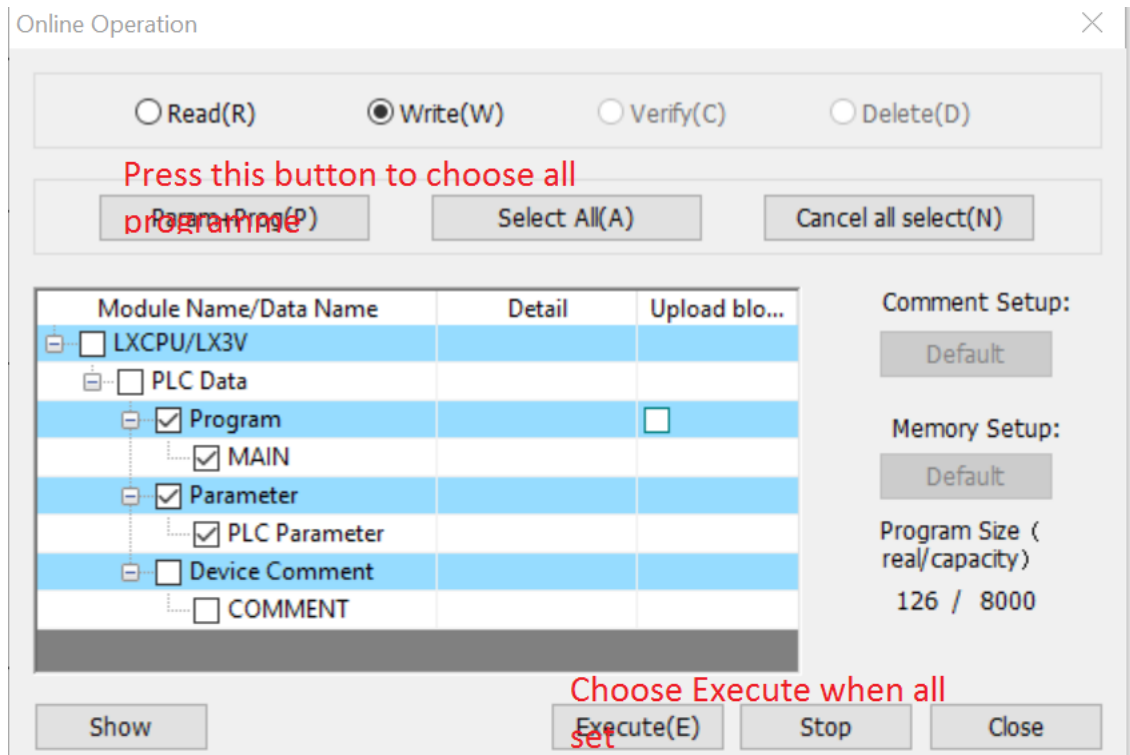 Online Operation
Read(R) Write(W) Verify(C) Delete(D)
Press this button to choose all
programme
Param+Prog(P) Select All(A) Cancel all select(N)
Module Name/Data Name Detail Upload blo...
LXCPU/LX3V
PLC Data
Program
MAIN
Parameter
PLC Parameter
Device Comment
COMMENT
Comment Setup:
Default
Memory Setup:
Default
Program Size (
real/capacity)
126 / 8000
Choose Execute when all
set
Show Execute(E) Stop Close